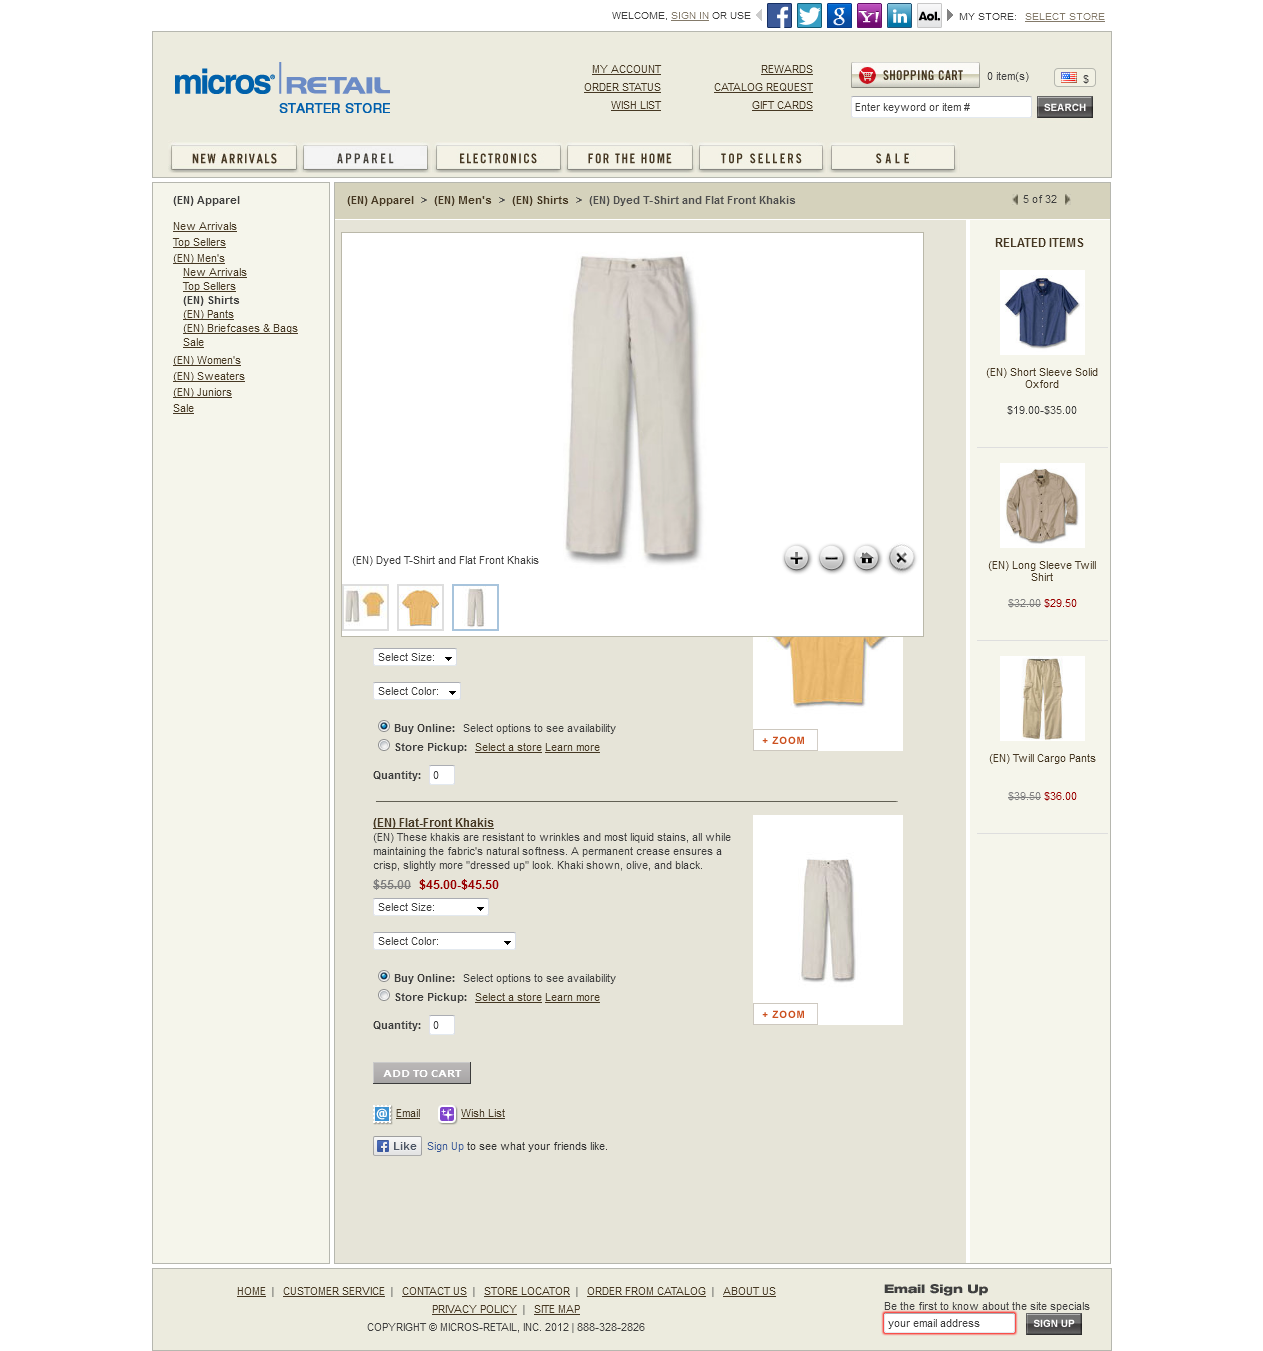 WELCOME, SIGN IN OR USE
f
g
Y!
in
Aol.
MY STORE: SELECT STORE
micros RETAIL
STARTER STORE
MY ACCOUNT
ORDER STATUS
WISH LIST
REWARDS
CATALOG REQUEST
GIFT CARDS
SHOPPING CART
0 item(s)
$
Enter keyword or item #
SEARCH
NEW ARRIVALS
APPAREL
ELECTRONICS
FOR THE HOME
TOP SELLERS
SALE
(EN) Apparel
New Arrivals
Top Sellers
(EN) Men's
New Arrivals
Top Sellers
(EN) Shirts
(EN) Pants
(EN) Briefcases & Bags
Sale
(EN) Women's
(EN) Sweaters
(EN) Juniors
Sale
(EN) Apparel > (EN) Men's > (EN) Shirts > (EN) Dyed T-Shirt and Flat Front Khakis
5 of 32
(EN) Dyed T-Shirt and Flat Front Khakis
Select Size:
Select Color:
Buy Online: Select options to see availability
Store Pickup: Select a store Learn more
Quantity: 0
+ ZOOM
(EN) Flat-Front Khakis
(EN) These khakis are resistant to wrinkles and most liquid stains, all while
maintaining the fabric's natural softness. A permanent crease ensures a
crisp, slightly more "dressed up" look. Khaki shown, olive, and black.
$55.00 $45.00-$45.50
Select Size:
Select Color:
Buy Online: Select options to see availability
Store Pickup: Select a store Learn more
Quantity: 0
+ ZOOM
ADD TO CART
@ Email
Wish List
f Like Sign Up to see what your friends like.
RELATED ITEMS
(EN) Short Sleeve Solid
Oxford
$19.00-$35.00
(EN) Long Sleeve Twill
Shirt
$32.00 $29.50
(EN) Twill Cargo Pants
$39.50 $36.00
HOME | CUSTOMER SERVICE | CONTACT US | STORE LOCATOR | ORDER FROM CATALOG | ABOUT US
PRIVACY POLICY | SITE MAP
COPYRIGHT © MICROS-RETAIL, INC. 2012 | 888-328-2826
Email Sign Up
Be the first to know about the site specials
your email address
SIGN UP